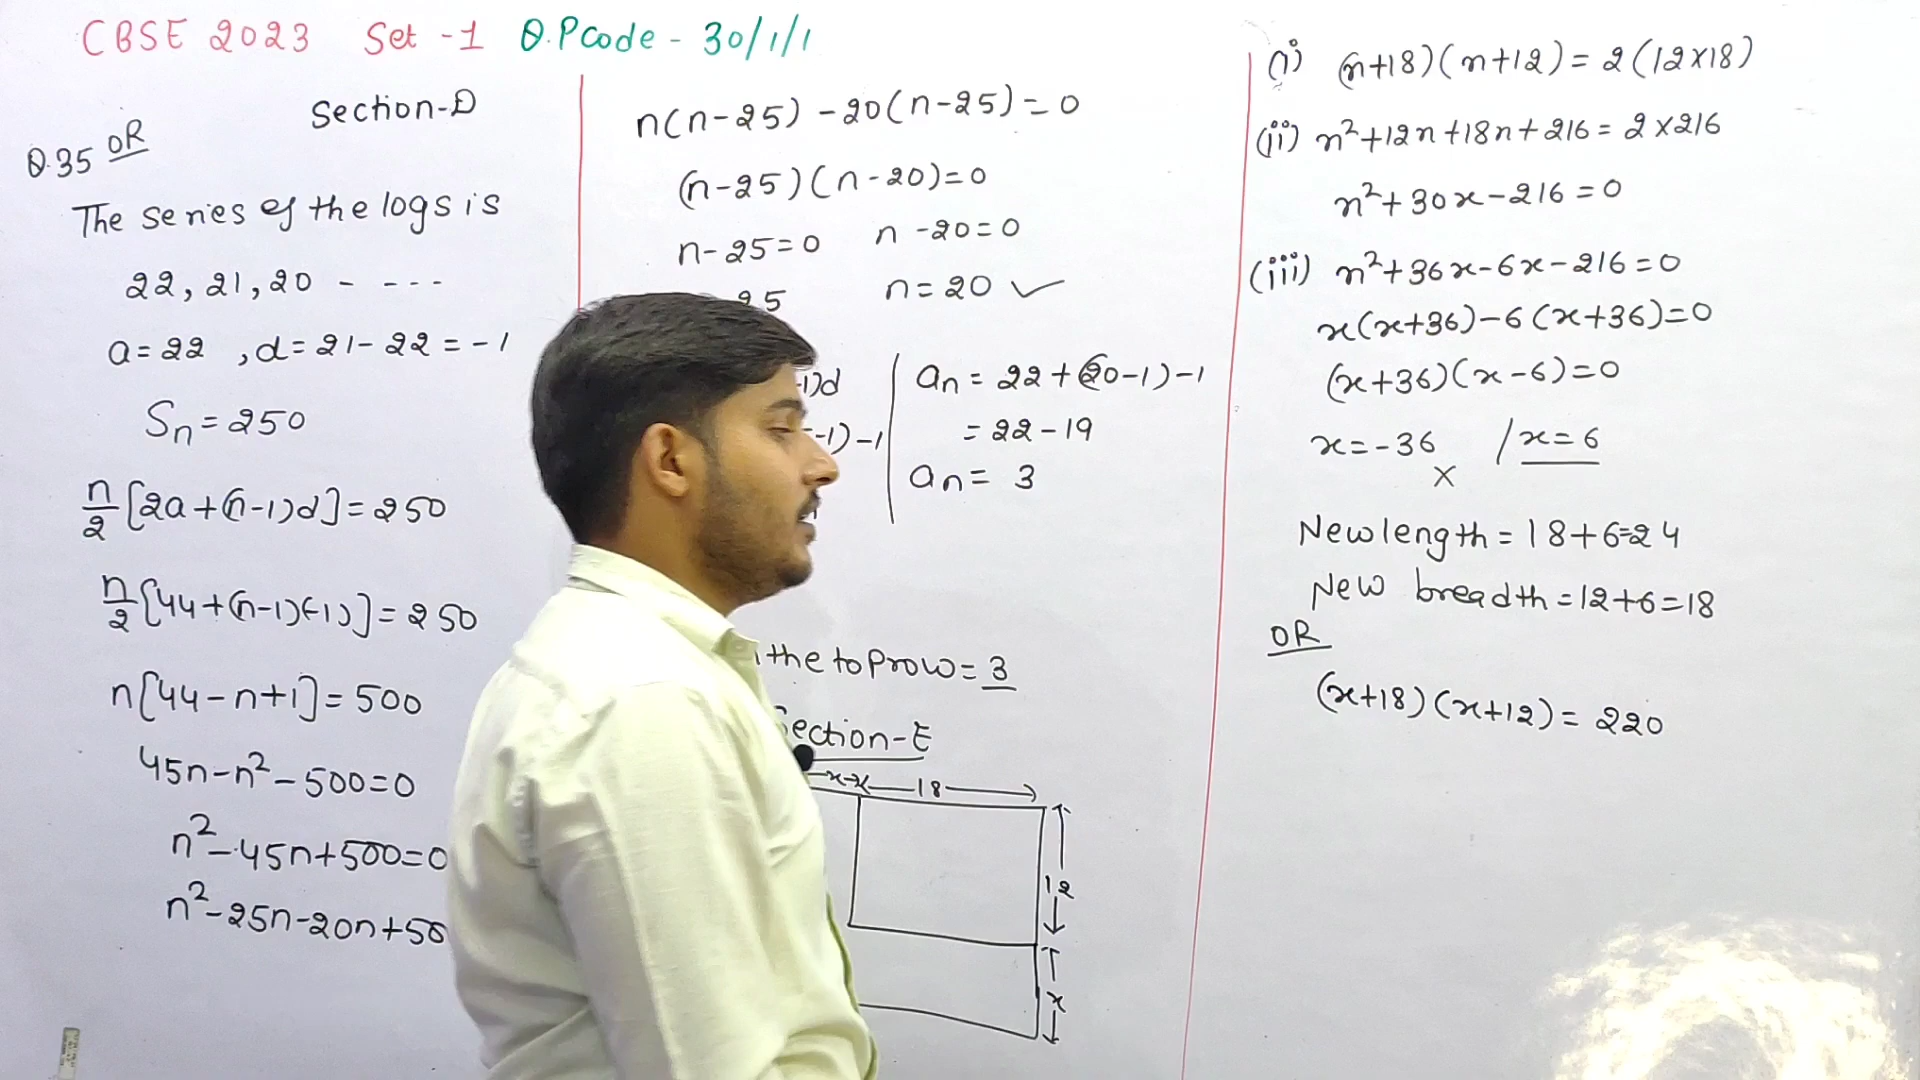 CBSE 2023 Set -1 Q.P Code - 30/1/1
Section-D
Q.35 OR
The series of the logs is
22, 21, 20 - - - -
a = 22 , d = 21 - 22 = -1
Sn = 250
n/2 [2a + (n-1)d] = 250
n/2 [44 + (n-1)(-1)] = 250
n[44 - n + 1] = 500
45n - n² - 500 = 0
n² - 45n + 500 = 0
n² - 25n - 20n + 50
n(n-25) - 20(n-25) = 0
(n-25)(n-20) = 0
n - 25 = 0 n - 20 = 0
25 n = 20 ✓
-1)d
-1) -1
an = 22 + (20-1) -1
= 22 - 19
an = 3
the top row = 3
Section-E
x 18
12
x
(i) (n+18)(n+12) = 2(12×18)
(ii) n² + 12n + 18n + 216 = 2×216
n² + 30x - 216 = 0
(iii) n² + 36x - 6x - 216 = 0
x(x+36) - 6(x+36) = 0
(x+36)(x-6) = 0
x = -36 / x = 6
×
New length = 18 + 6 = 24
New breadth = 12 + 6 = 18
OR
(x+18)(x+12) = 220